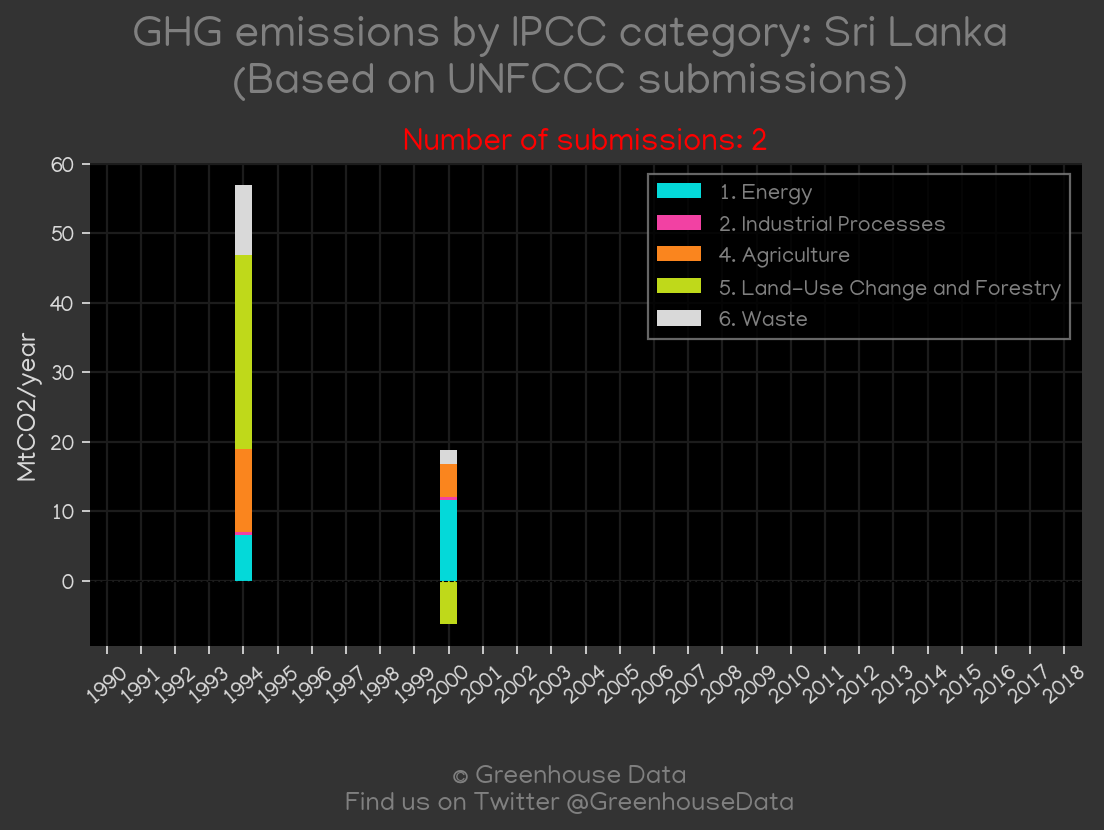 GHG emissions by IPCC category: Sri Lanka
(Based on UNFCCC submissions)
Number of submissions: 2
60
50
40
30
20
10
0
MtCO2/year
1. Energy
2. Industrial Processes
4. Agriculture
5. Land-Use Change and Forestry
6. Waste
1990 1991 1992 1993 1994 1995 1996 1997 1998 1999 2000 2001 2002 2003 2004 2005 2006 2007 2008 2009 2010 2011 2012 2013 2014 2015 2016 2017 2018
© Greenhouse Data
Find us on Twitter @GreenhouseData